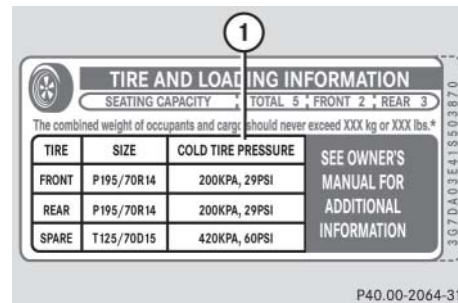 1
TIRE AND LOADING INFORMATION
SEATING CAPACITY TOTAL 5 FRONT 2 REAR 3
The combined weight of occupants and cargo should never exceed XXX kg or XXX lbs.*
TIRE SIZE COLD TIRE PRESSURE
FRONT P195/70R14 200KPA, 29PSI
REAR P195/70R14 200KPA, 29PSI
SPARE T125/70D15 420KPA, 60PSI
SEE OWNER'S
MANUAL FOR
ADDITIONAL
INFORMATION
3G7DA03E41S503870
P40.00-2064-31